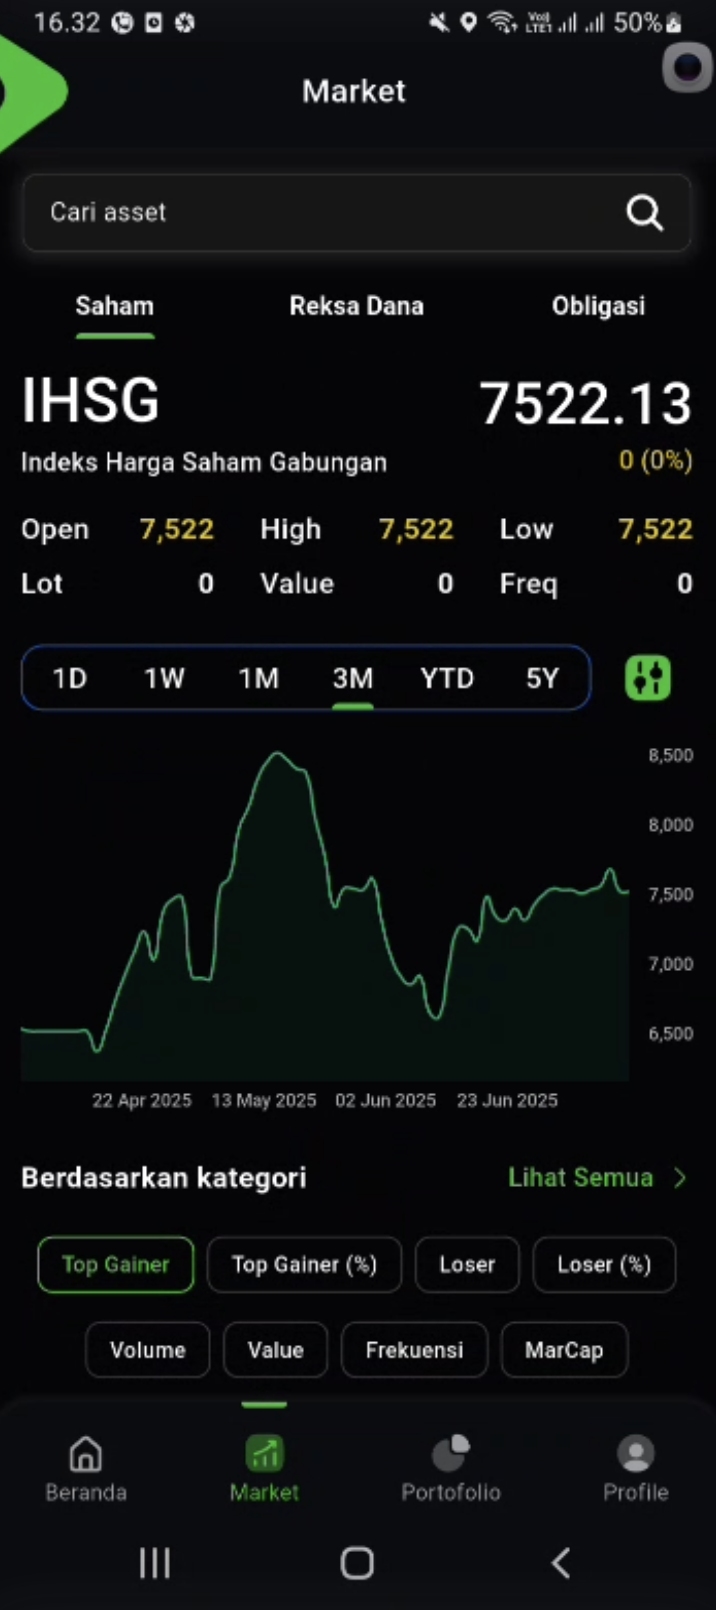 16.32 50%
Market
Cari asset
Saham Reksa Dana Obligasi
IHSG 7522.13
Indeks Harga Saham Gabungan 0 (0%)
Open 7,522 High 7,522 Low 7,522
Lot 0 Value 0 Freq 0
1D 1W 1M 3M YTD 5Y
8,500
8,000
7,500
7,000
6,500
22 Apr 2025 13 May 2025 02 Jun 2025 23 Jun 2025
Berdasarkan kategori Lihat Semua
Top Gainer Top Gainer (%) Loser Loser (%)
Volume Value Frekuensi MarCap
Beranda Market Portofolio Profile